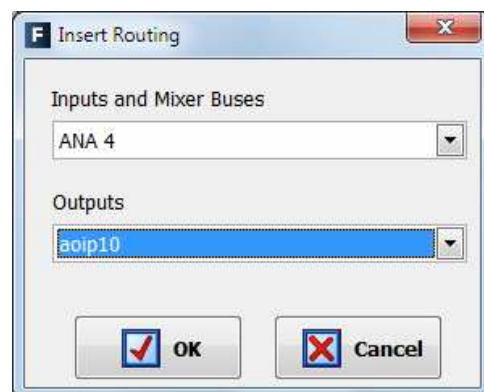 F Insert Routing
Inputs and Mixer Buses
ANA 4
Outputs
aoip10
OK Cancel